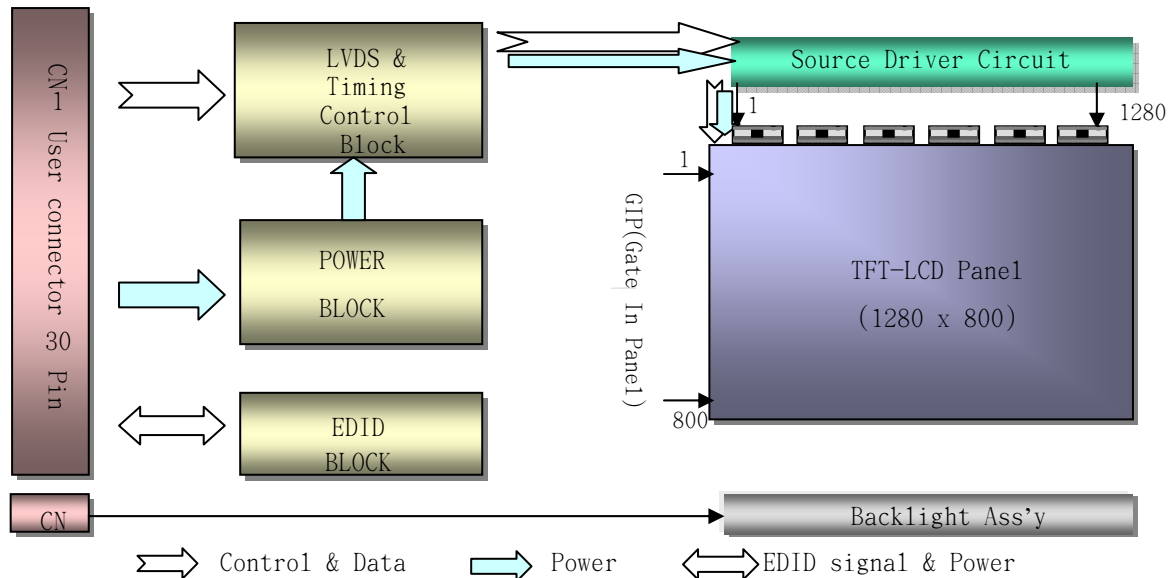 CN-1 User connector 30 Pin
LVDS &
Timing
Control
Block
Source Driver Circuit
1
1280
1
GIP(Gate In Panel)
800
TFT-LCD Panel
(1280 x 800)
POWER
BLOCK
EDID
BLOCK
CN
Backlight Ass'y
Control & Data
Power
EDID signal & Power